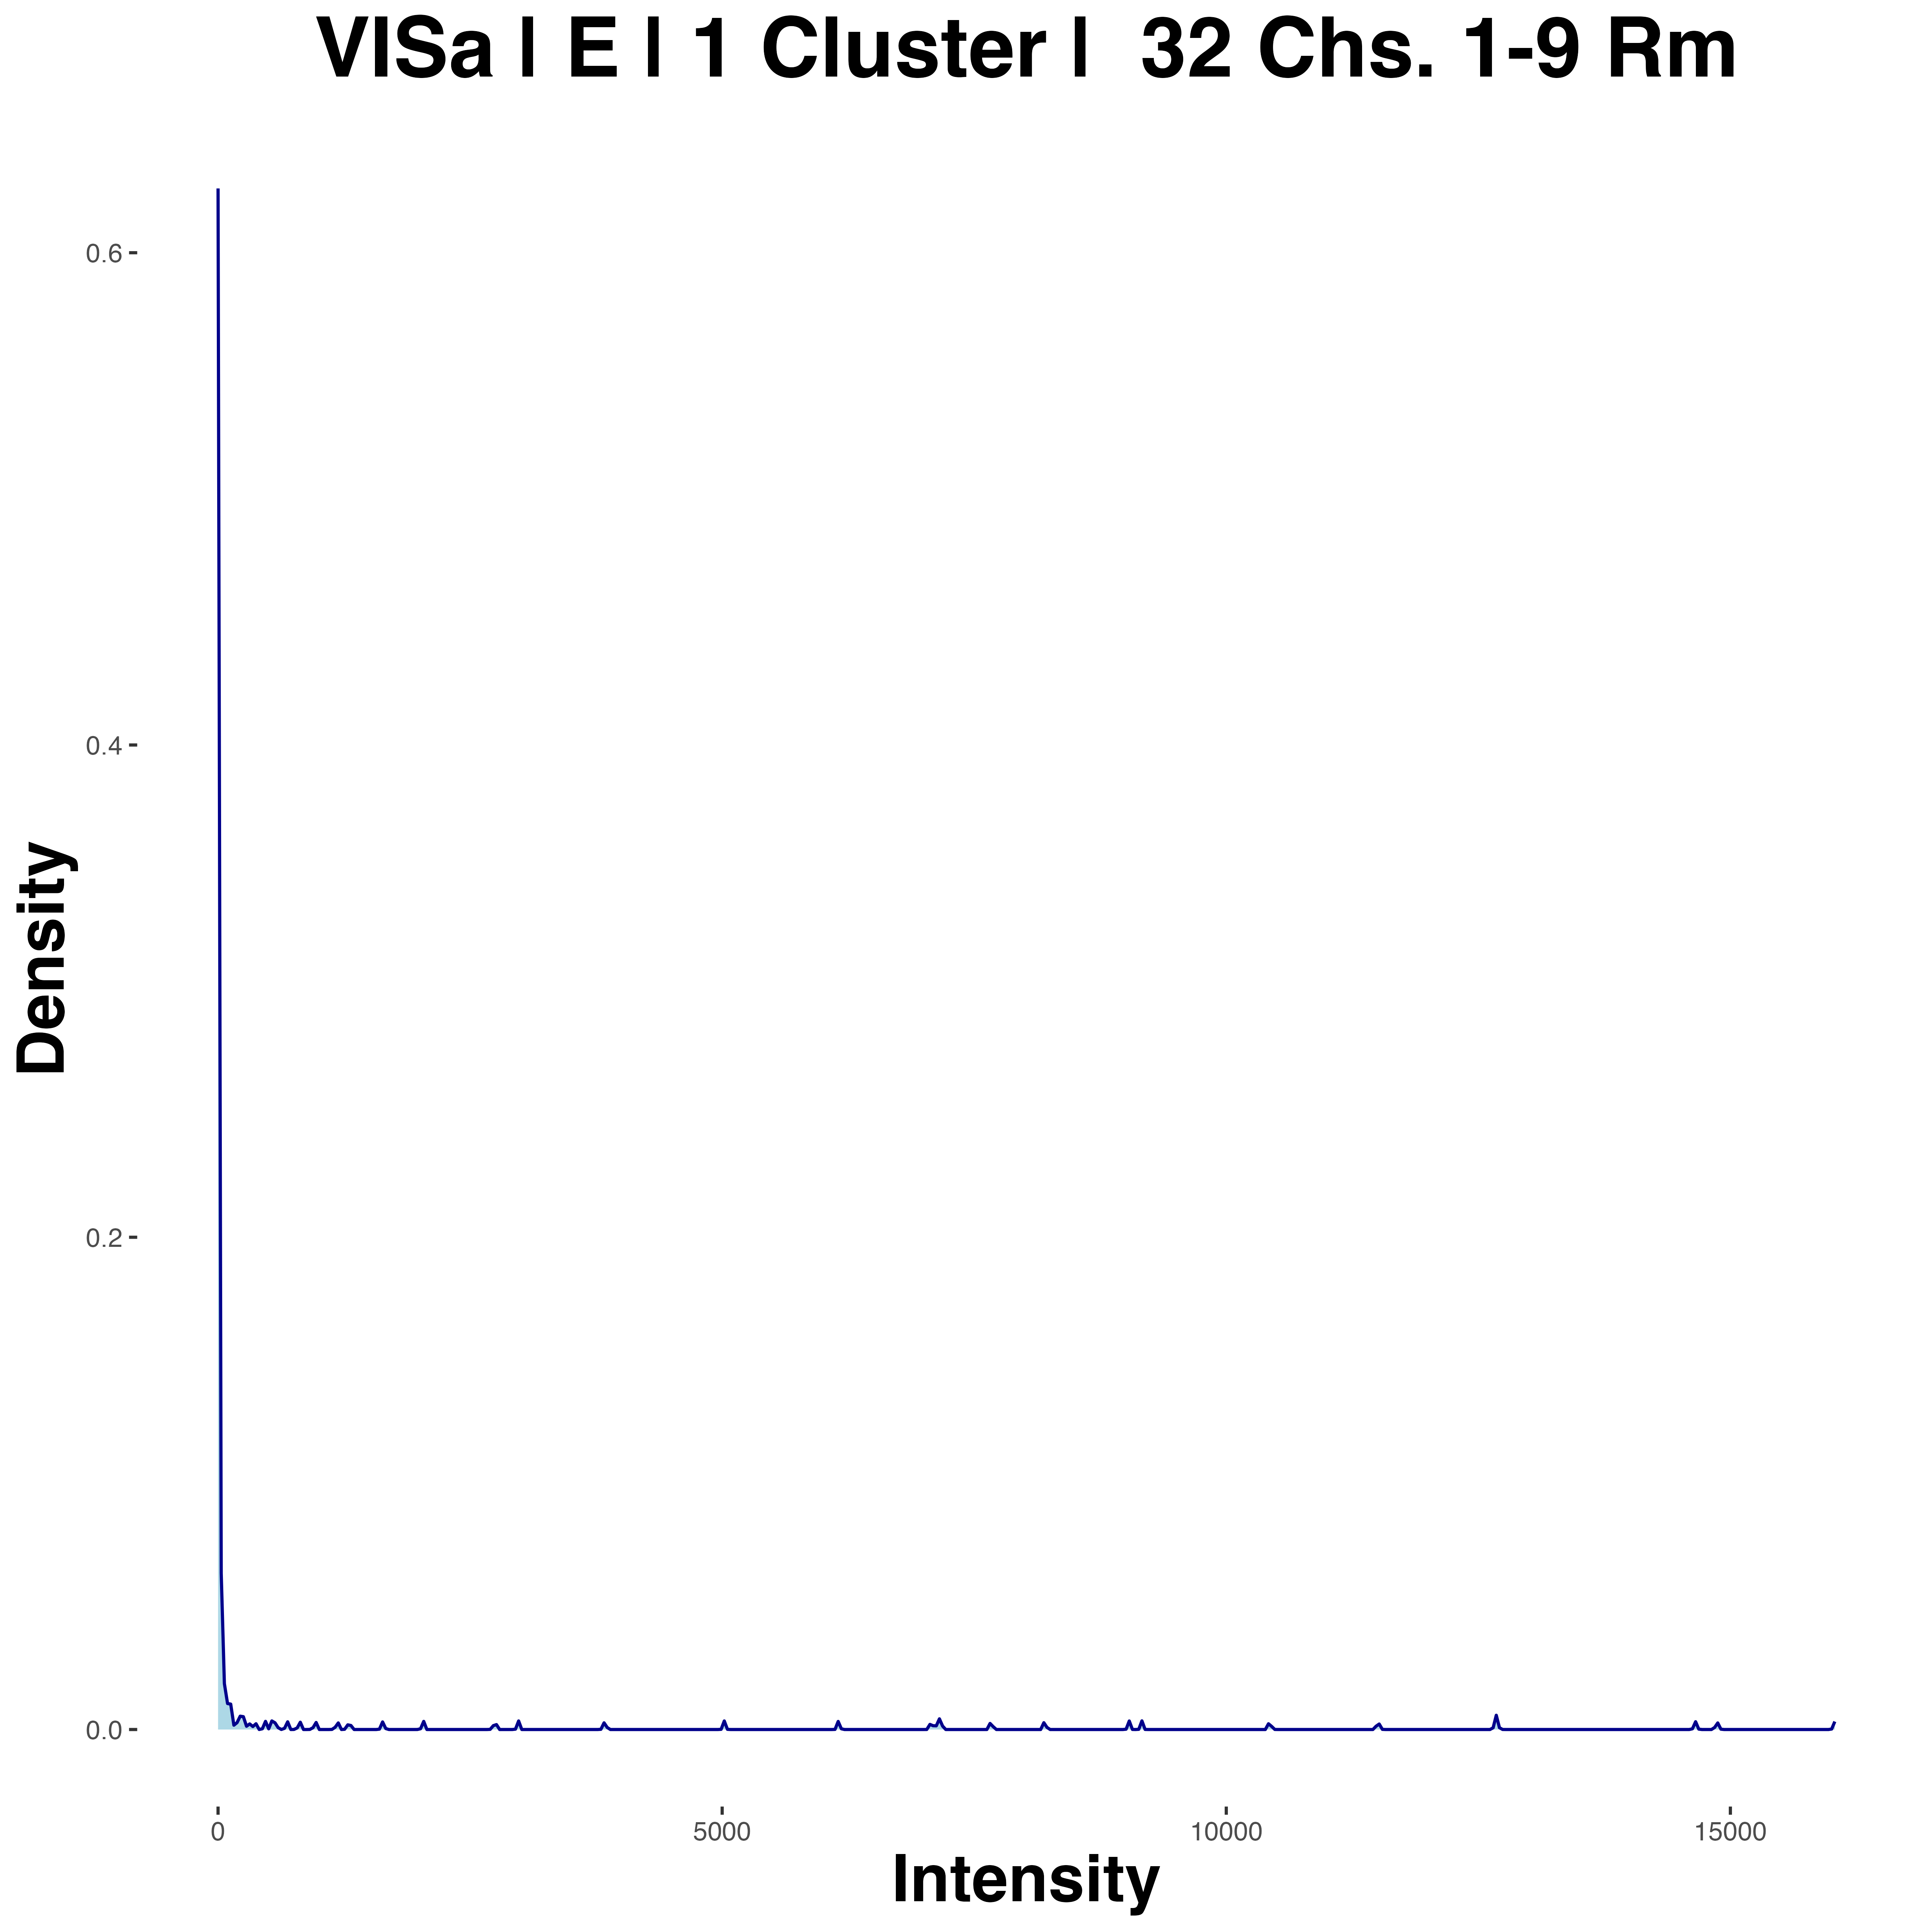 VISa | E | 1 Cluster |  32 Chs. 1-9 Rm
0.6
0.4
0.2
0.0
Density
0 5000 10000 15000
Intensity